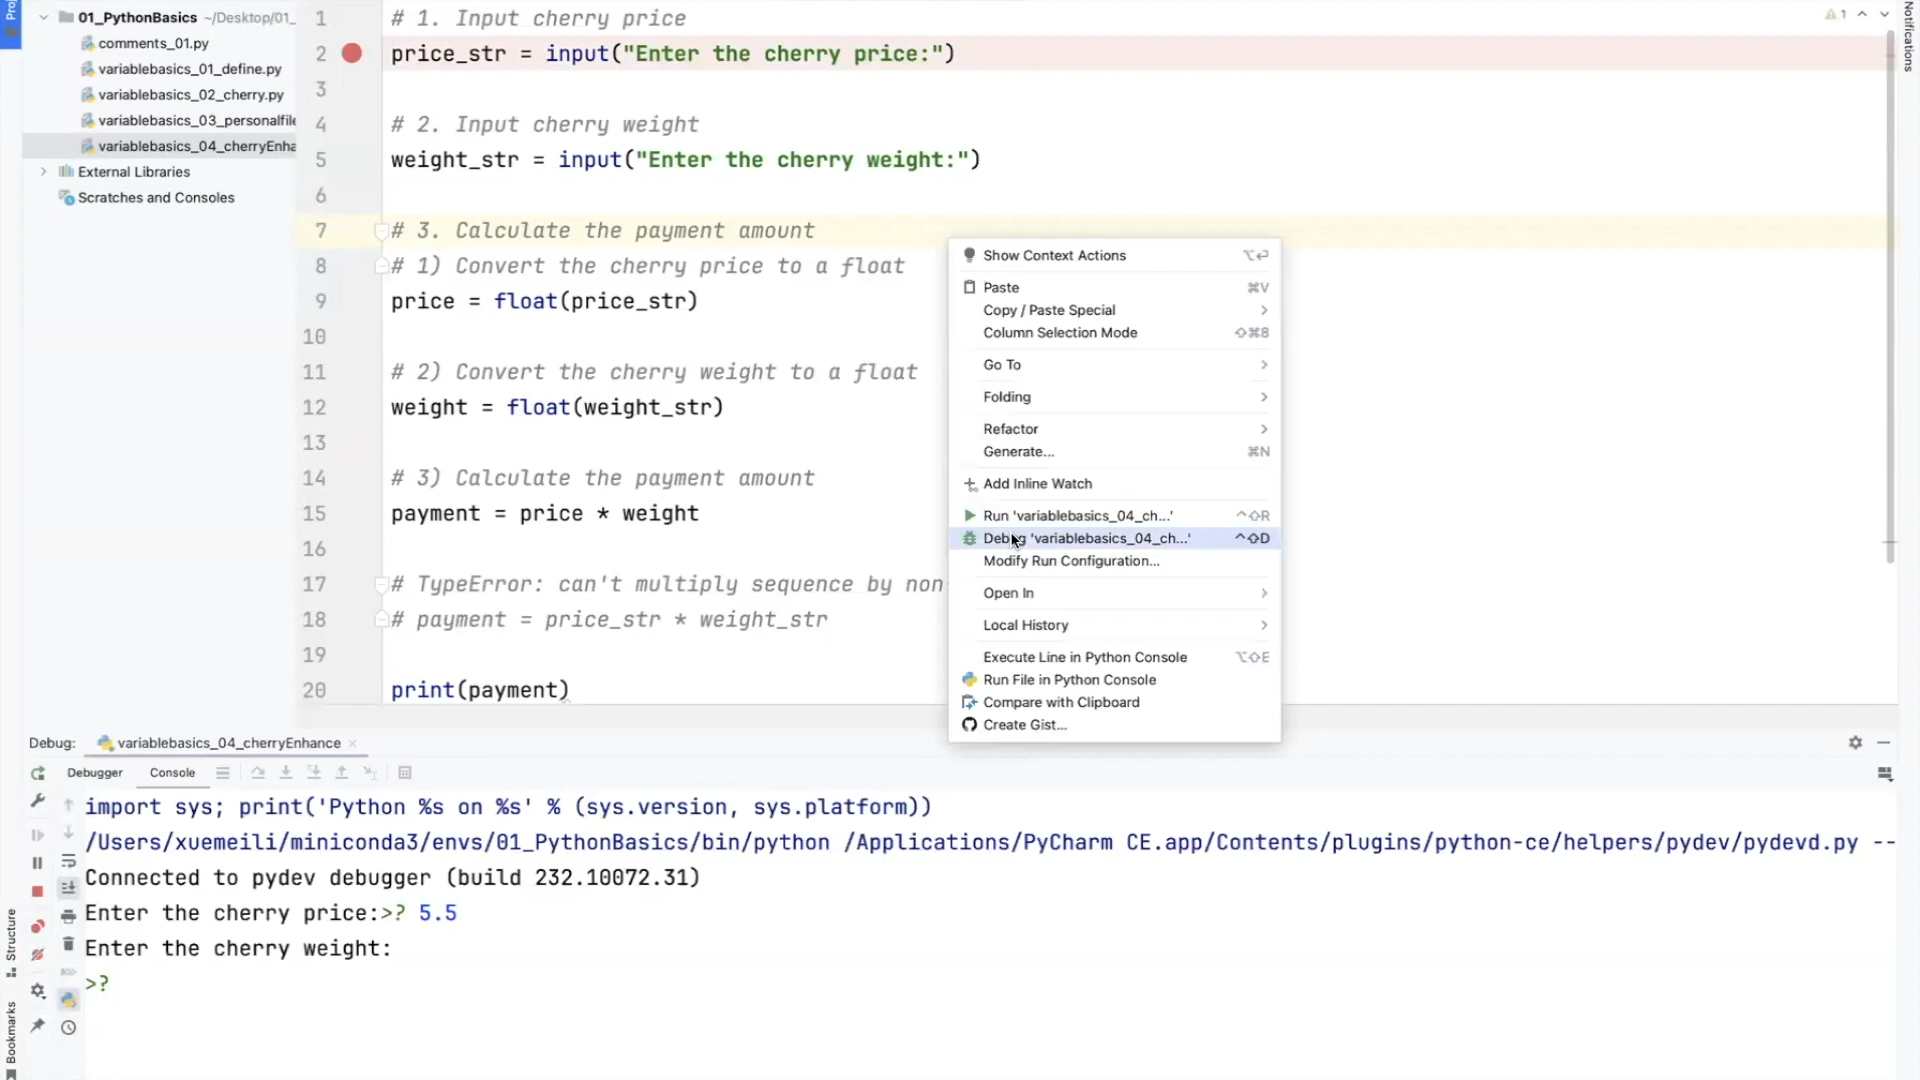 Proj
01_PythonBasics ~/Desktop/01_
comments_01.py
variablebasics_01_define.py
variablebasics_02_cherry.py
variablebasics_03_personalfile
variablebasics_04_cherryEnha
External Libraries
Scratches and Consoles
1 # 1. Input cherry price
2 price_str = input("Enter the cherry price:")
3
4 # 2. Input cherry weight
5 weight_str = input("Enter the cherry weight:")
6
7 # 3. Calculate the payment amount
8 # 1) Convert the cherry price to a float
9 price = float(price_str)
10
11 # 2) Convert the cherry weight to a float
12 weight = float(weight_str)
13
14 # 3) Calculate the payment amount
15 payment = price * weight
16
17 # TypeError: can't multiply sequence by non
18 # payment = price_str * weight_str
19
20 print(payment)
1
Notifications
Show Context Actions ⌥⏎
Paste ⌘V
Copy / Paste Special
Column Selection Mode ⇧⌘8
Go To
Folding
Refactor
Generate... ⌘N
Add Inline Watch
Run 'variablebasics_04_ch...' ^⇧R
Debug 'variablebasics_04_ch...' ^⇧D
Modify Run Configuration...
Open In
Local History
Execute Line in Python Console ⌥⇧E
Run File in Python Console
Compare with Clipboard
Create Gist...
Debug: variablebasics_04_cherryEnhance
Debugger Console
import sys; print('Python %s on %s' % (sys.version, sys.platform))
/Users/xuemeili/miniconda3/envs/01_PythonBasics/bin/python /Applications/PyCharm CE.app/Contents/plugins/python-ce/helpers/pydev/pydevd.py --
Connected to pydev debugger (build 232.10072.31)
Enter the cherry price:>? 5.5
Enter the cherry weight:
>?
Structure
Bookmarks